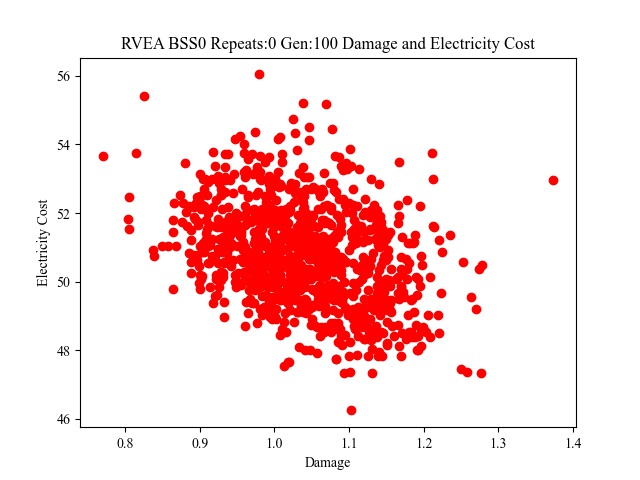 RVEA BSS0 Repeats:0 Gen:100 Damage and Electricity Cost
56
54
52
50
48
46
Electricity Cost
0.8 0.9 1.0 1.1 1.2 1.3 1.4
Damage